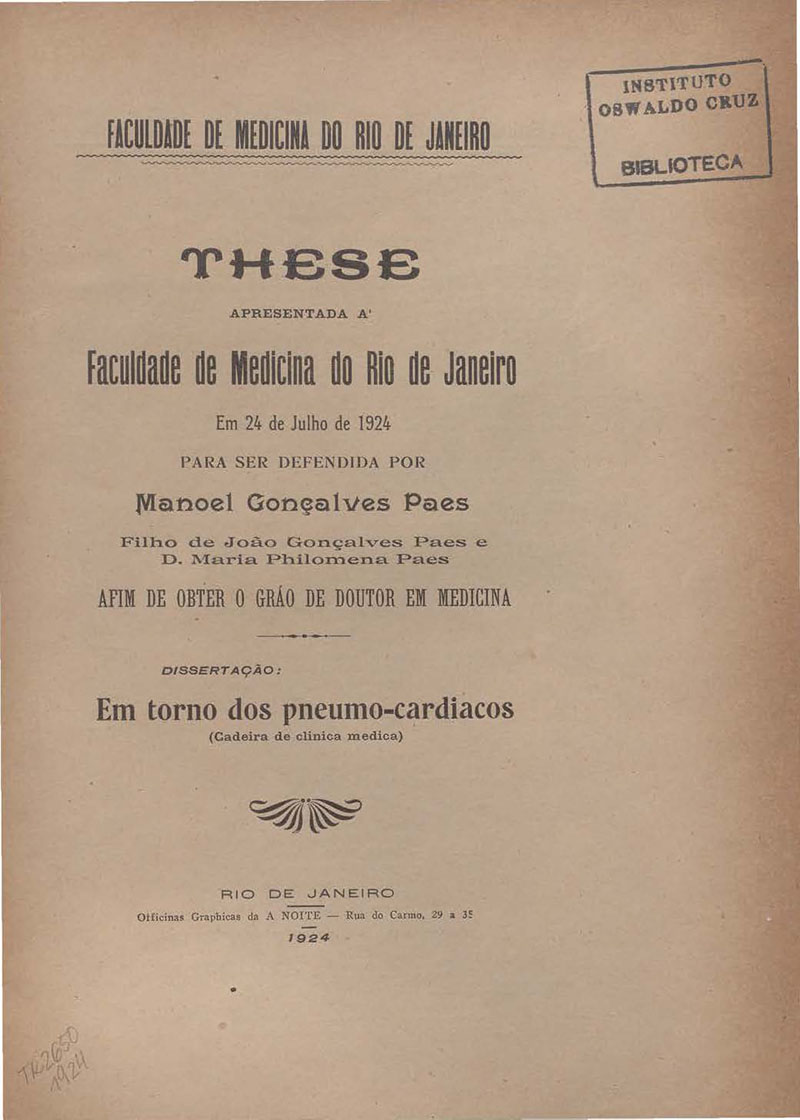 INSTITUTO
OSWALDO CRUZ
BIBLIOTECA
FACULDADE DE MEDICINA DO RIO DE JANEIRO
THESE
APRESENTADA A'
Faculdade de Medicina do Rio de Janeiro
Em 24 de Julho de 1924
PARA SER DEFENDIDA POR
Manoel Gonçalves Paes
Filho de João Gonçalves Paes e
D. Maria Philomena Paes
AFIM DE OBTER O GRÁO DE DOUTOR EM MEDICINA
DISSERTAÇÃO:
Em torno dos pneumo-cardiacos
(Cadeira de clinica medica)
RIO DE JANEIRO
Officinas Graphicas da A NOITE — Rua do Carmo, 29 a 35
1924
TR2650
1924